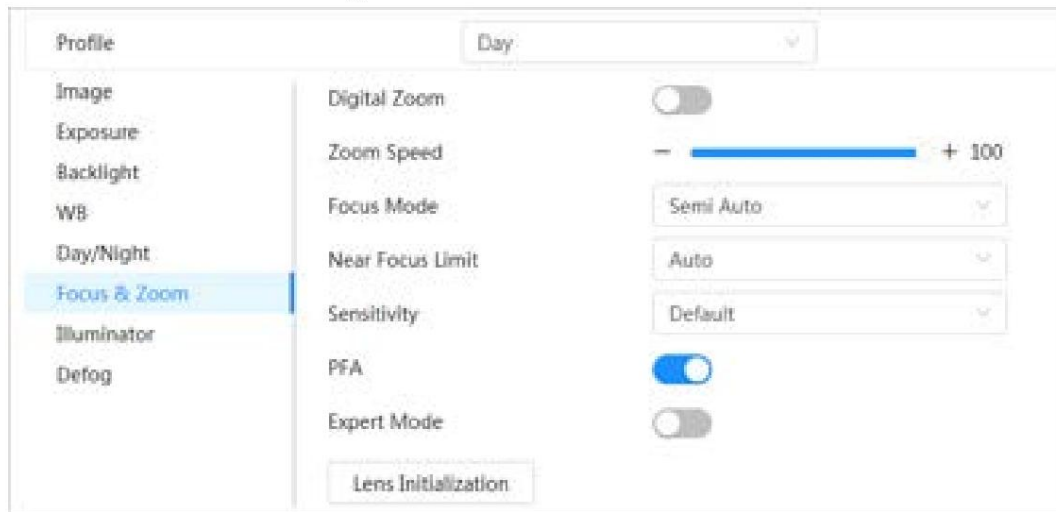 Profile Day
Image
Exposure
Backlight
WB
Day/Night
Focus & Zoom
Illuminator
Defog
Digital Zoom
Zoom Speed - + 100
Focus Mode Semi Auto
Near Focus Limit Auto
Sensitivity Default
PFA
Expert Mode
Lens Initialization